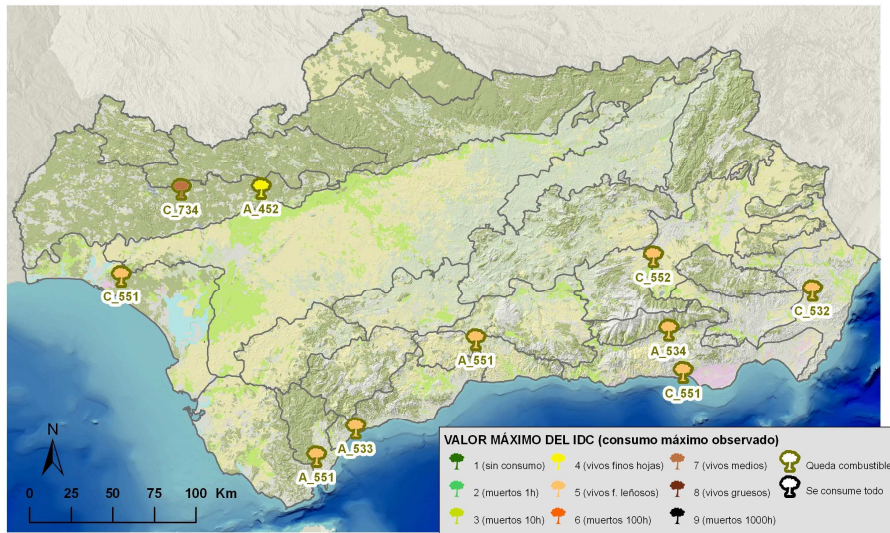 C_734
A_452
C_551
C_552
C_532
A_551
A_534
C_551
A_533
A_551
N
0 25 50 75 100 Km
VALOR MÁXIMO DEL IDC (consumo máximo observado)
1 (sin consumo)
2 (muertos 1h)
3 (muertos 10h)
4 (vivos finos hojas)
5 (vivos f. leñosos)
6 (muertos 100h)
7 (vivos medios)
8 (vivos gruesos)
9 (muertos 1000h)
Queda combustible
Se consume todo